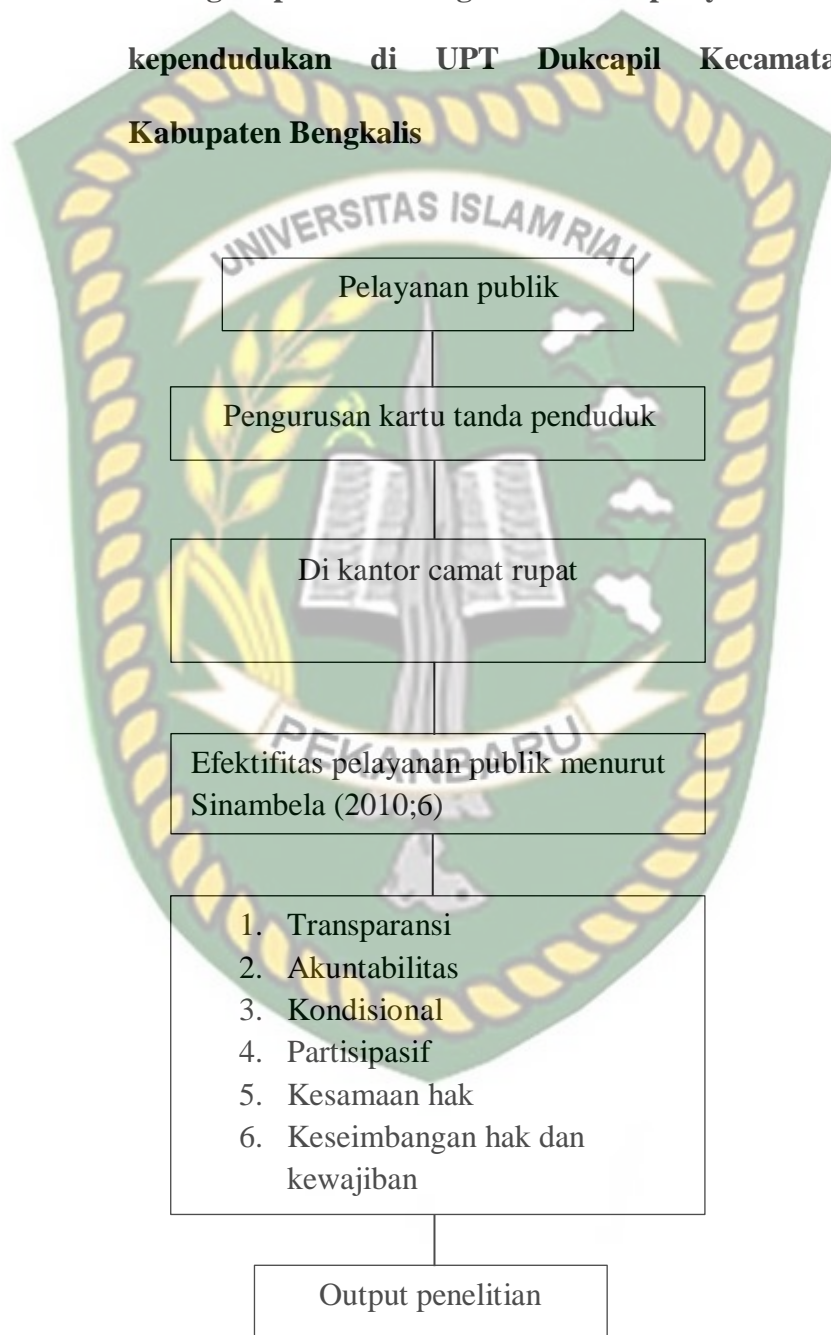 kependudukan di UPT Dukcapil
Kabupaten Bengkalis
UNIVERSITAS ISLAM RIAU
Pelayanan publik
Pengurusan kartu tanda penduduk
Di kantor camat rupat
PEKANBARU
Efektifitas pelayanan publik menurut
Sinambela (2010;6)
1. Transparansi
2. Akuntabilitas
3. Kondisional
4. Partisipasif
5. Kesamaan hak
6. Keseimbangan hak dan
kewajiban
Output penelitian